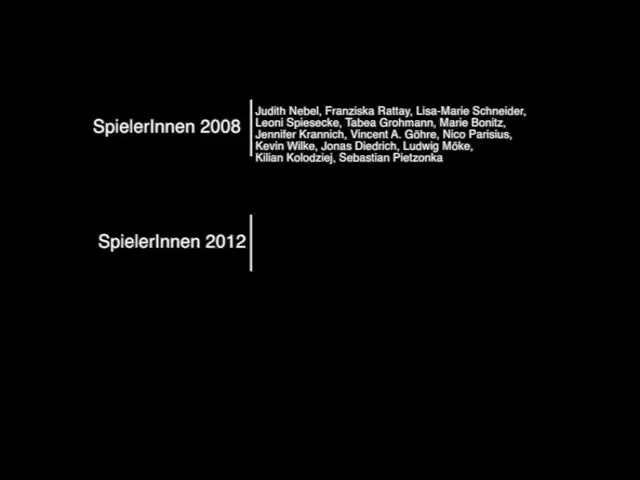 SpielerInnen 2008
Judith Nebel, Franziska Rattay, Lisa-Marie Schneider,
Leoni Spiesecke, Tabea Grohmann, Marie Bonitz,
Jennifer Krannich, Vincent A. Göhre, Nico Parisius,
Kevin Wilke, Jonas Diedrich, Ludwig Möke,
Kilian Kolodziej, Sebastian Pietzonka
SpielerInnen 2012